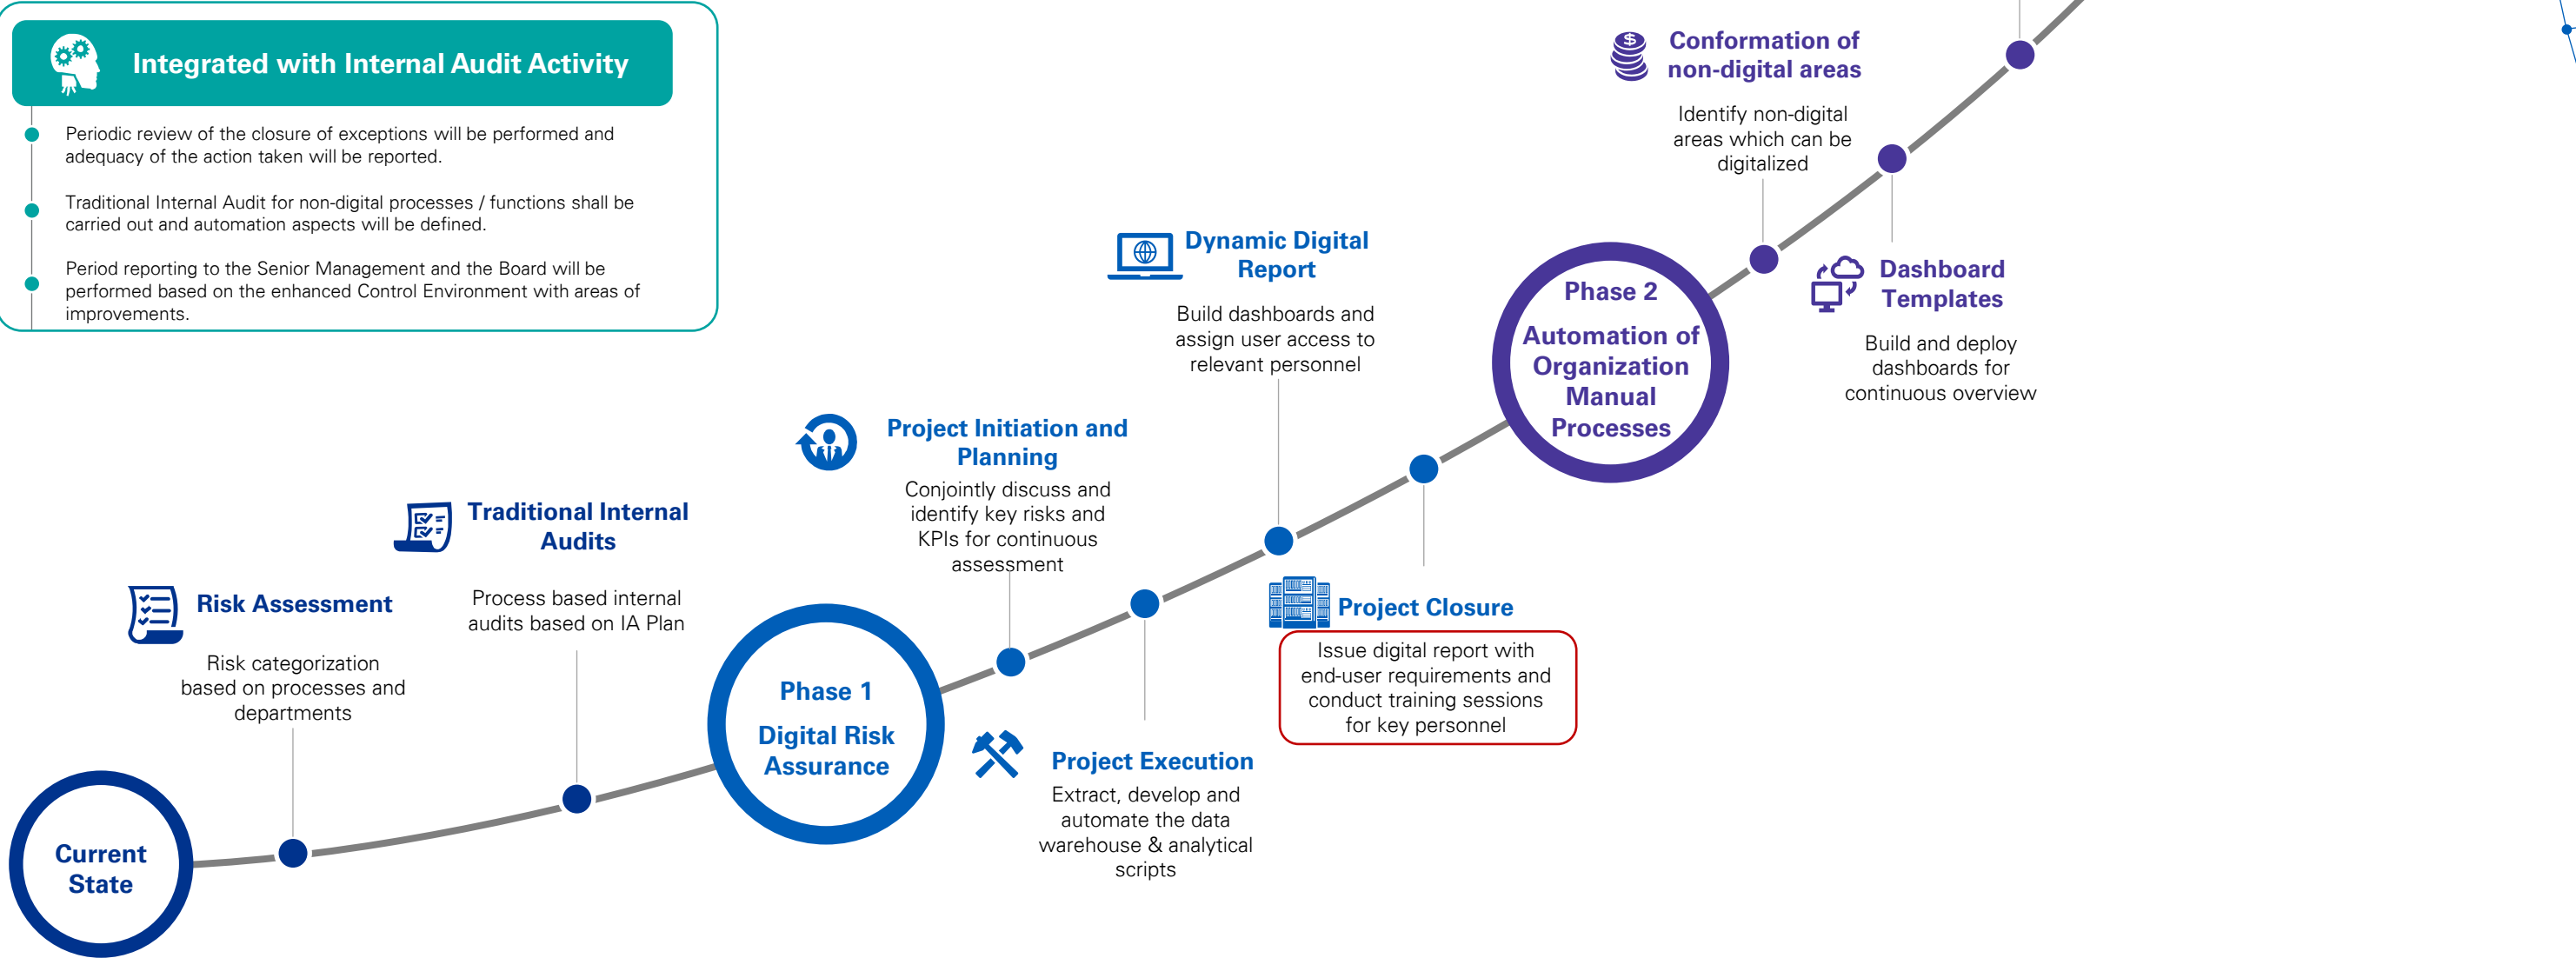 Integrated with Internal Audit Activity
Periodic review of the closure of exceptions will be performed and
adequacy of the action taken will be reported.
Traditional Internal Audit for non-digital processes / functions shall be
carried out and automation aspects will be defined.
Period reporting to the Senior Management and the Board will be
performed based on the enhanced Control Environment with areas of
improvements.
Current
State
Risk Assessment
Risk categorization
based on processes and
departments
Traditional Internal
Audits
Process based internal
audits based on IA Plan
Phase 1
Digital Risk
Assurance
Project Initiation and
Planning
Conjointly discuss and
identify key risks and
KPIs for continuous
assessment
Project Execution
Extract, develop and
automate the data
warehouse & analytical
scripts
Dynamic Digital
Report
Build dashboards and
assign user access to
relevant personnel
Project Closure
Issue digital report with
end-user requirements and
conduct training sessions
for key personnel
Phase 2
Automation of
Organization
Manual
Processes
$
Conformation of
non-digital areas
Identify non-digital
areas which can be
digitalized
Dashboard
Templates
Build and deploy
dashboards for
continuous overview